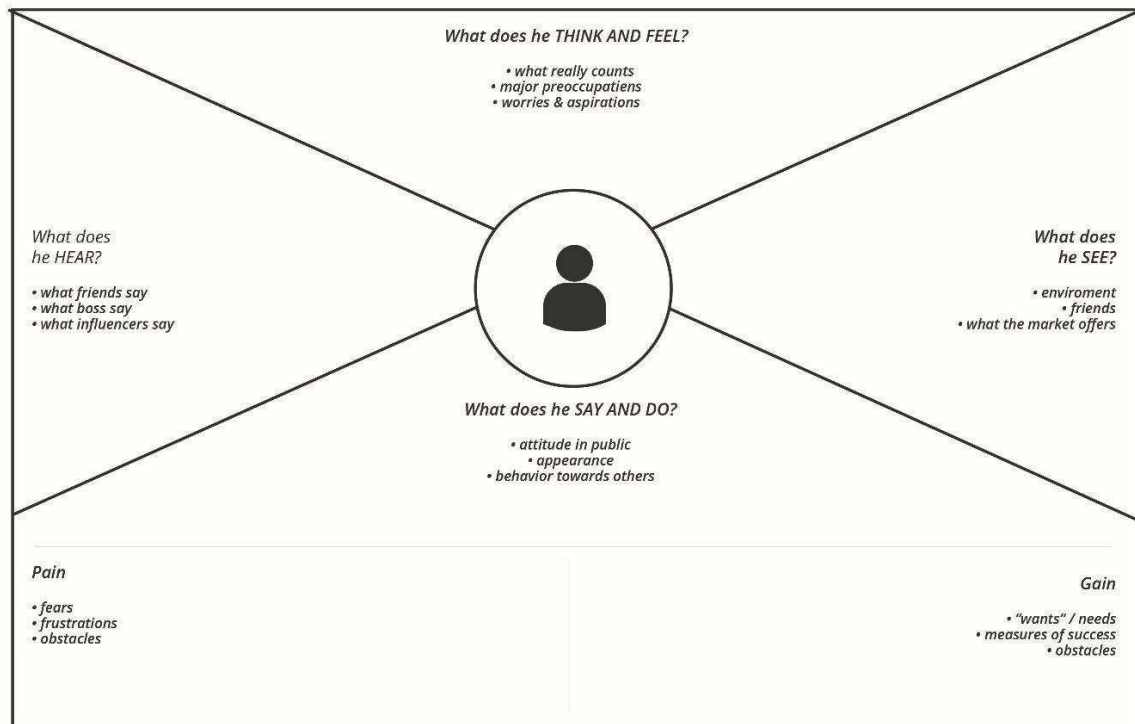 What does he THINK AND FEEL?
• what really counts
• major preoccupatiens
• worries & aspirations
What does
he HEAR?
• what friends say
• what boss say
• what influencers say
What does
he SEE?
• enviroment
• friends
• what the market offers
What does he SAY AND DO?
• attitude in public
• appearance
• behavior towards others
Pain
• fears
• frustrations
• obstacles
Gain
• “wants“ / needs
• measures of success
• obstacles